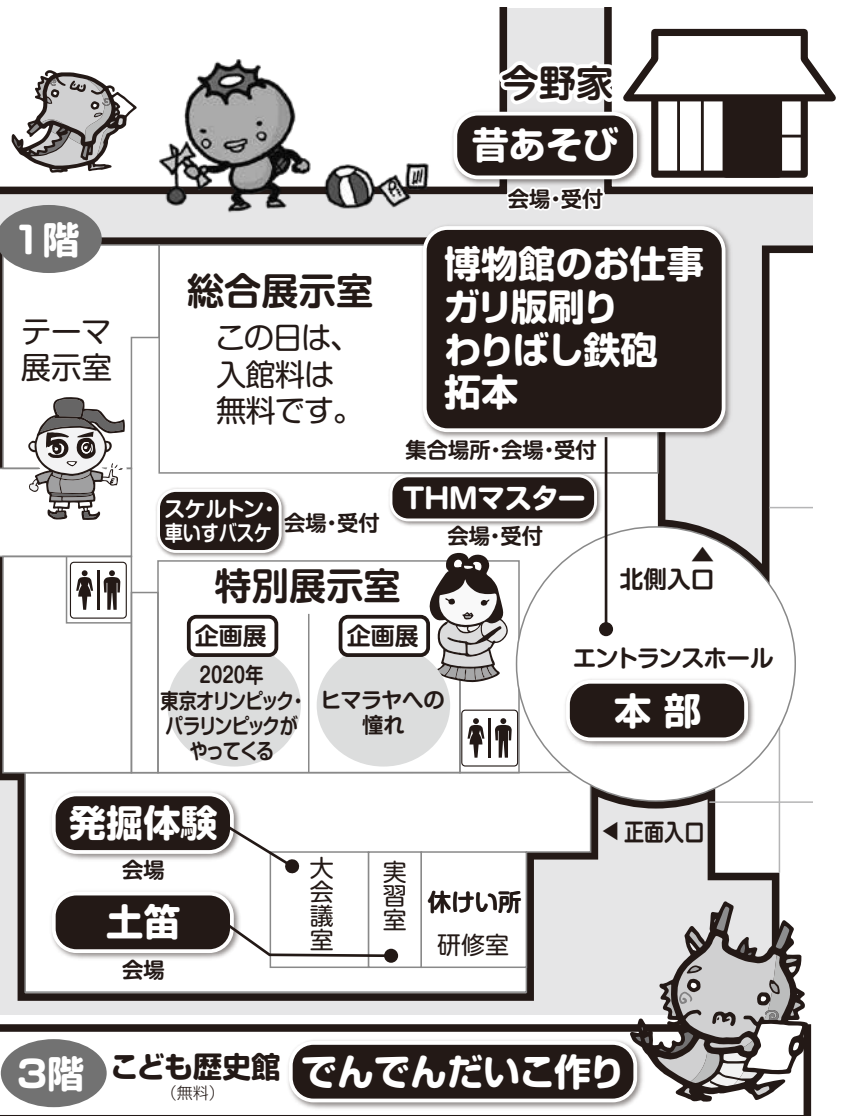 今野家
昔あそび
会場・受付
1階
博物館のお仕事
ガリ版刷り
わりばし鉄砲
拓本
集合場所・会場・受付
総合展示室
この日は、
入館料は
無料です。
テーマ
展示室
スケルトン・
車いすバスケ
会場・受付
THMマスター
会場・受付
北側入口
特別展示室
企画展
2020年
東京オリンピック・
パラリンピックが
やってくる
企画展
ヒマラヤへの
憧れ
エントランスホール
本部
正面入口
発掘体験
会場
土笛
会場
大会議室
実習室
休けい所
研修室
3階
こども歴史館
(無料)
でんでんだいこ作り